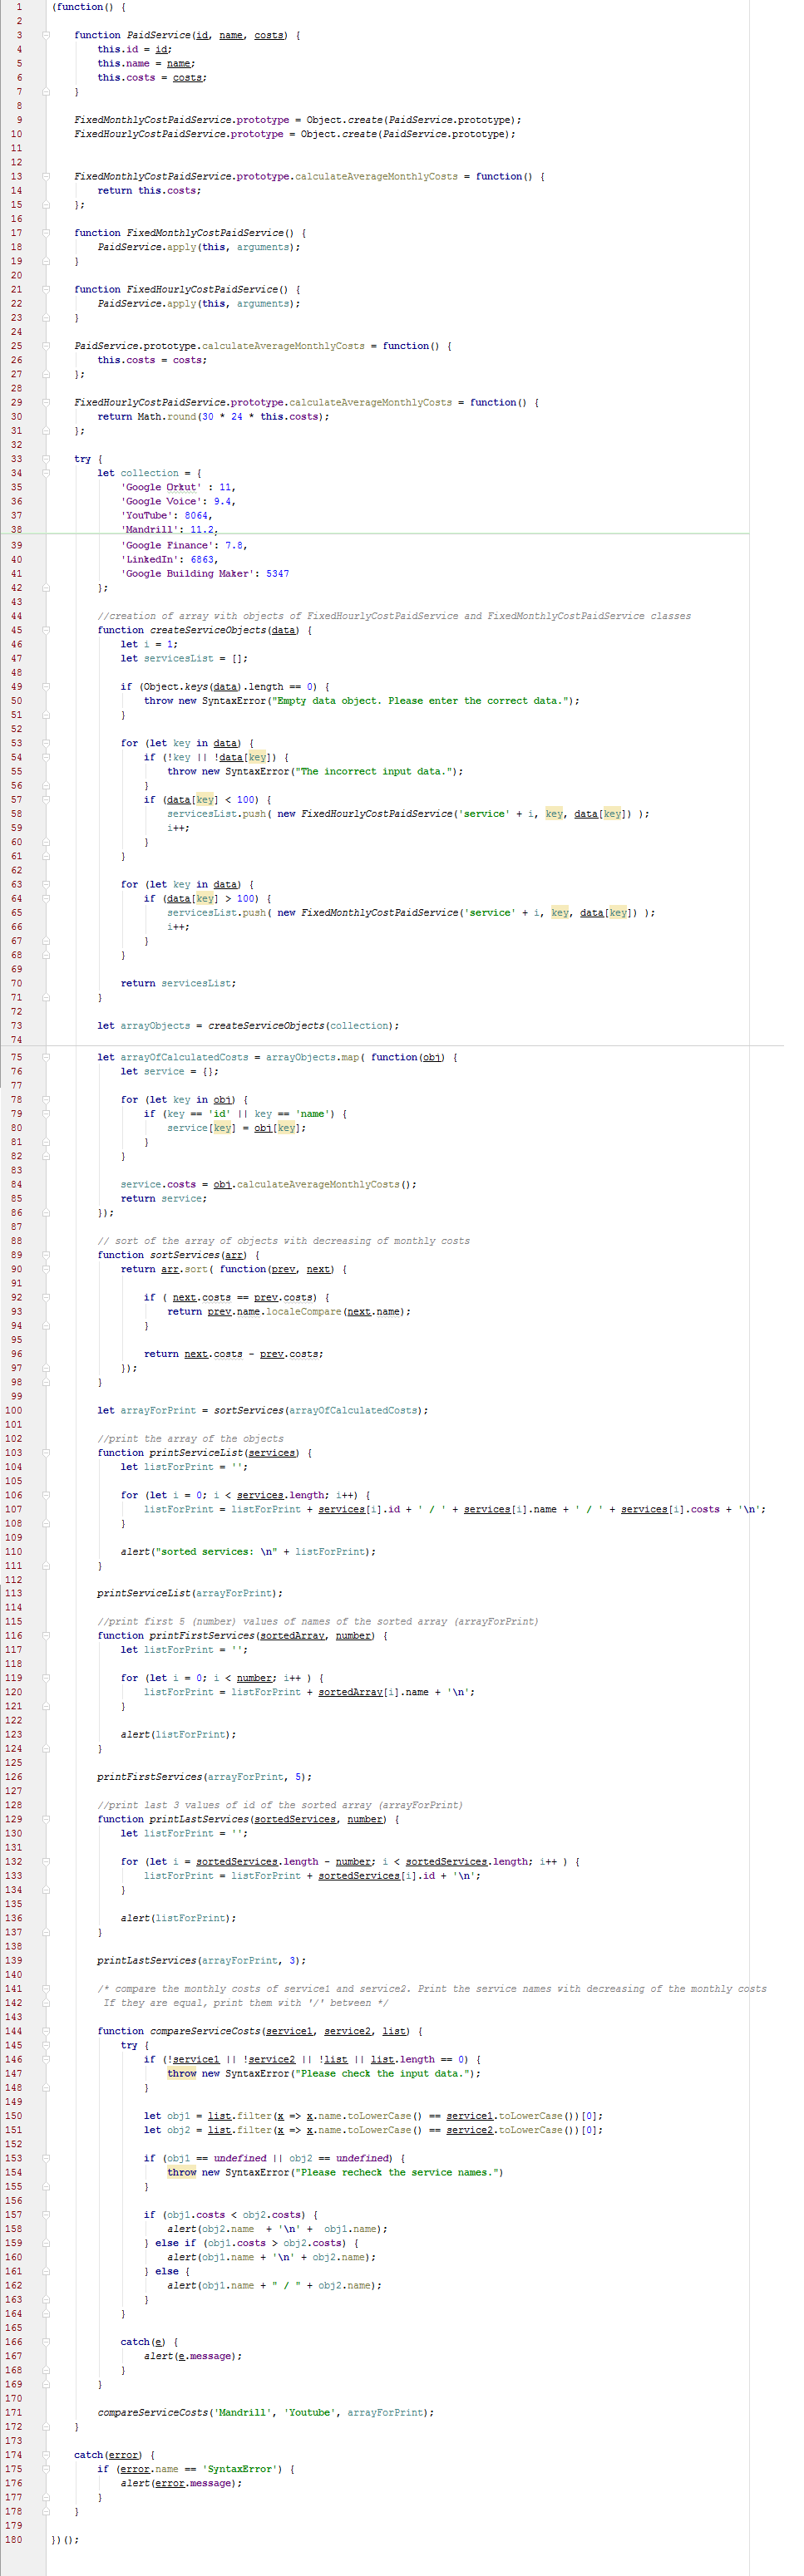 1 (function() {
2
3 function PaidService(id, name, costs) {
4 this.id = id;
5 this.name = name;
6 this.costs = costs;
7 }
8
9 FixedMonthlyCostPaidService.prototype = Object.create(PaidService.prototype);
10 FixedHourlyCostPaidService.prototype = Object.create(PaidService.prototype);
11
12
13 FixedMonthlyCostPaidService.prototype.calculateAverageMonthlyCosts = function() {
14 return this.costs;
15 };
16
17 function FixedMonthlyCostPaidService() {
18 PaidService.apply(this, arguments);
19 }
20
21 function FixedHourlyCostPaidService() {
22 PaidService.apply(this, arguments);
23 }
24
25 PaidService.prototype.calculateAverageMonthlyCosts = function() {
26 this.costs = costs;
27 };
28
29 FixedHourlyCostPaidService.prototype.calculateAverageMonthlyCosts = function() {
30 return Math.round(30 * 24 * this.costs);
31 };
32
33 try {
34 let collection = {
35 'Google Orkut' : 11,
36 'Google Voice': 9.4,
37 'YouTube': 8064,
38 'Mandrill': 11.2,
39 'Google Finance': 7.8,
40 'LinkedIn': 6863,
41 'Google Building Maker': 5347
42 };
43
44 //creation of array with objects of FixedHourlyCostPaidService and FixedMonthlyCostPaidService classes
45 function createServiceObjects(data) {
46 let i = 1;
47 let servicesList = [];
48
49 if (Object.keys(data).length == 0) {
50 throw new SyntaxError("Empty data object. Please enter the correct data.");
51 }
52
53 for (let key in data) {
54 if (!key || !data[key]) {
55 throw new SyntaxError("The incorrect input data.");
56 }
57 if (data[key] < 100) {
58 servicesList.push( new FixedHourlyCostPaidService('service' + i, key, data[key]) );
59 i++;
60 }
61 }
62
63 for (let key in data) {
64 if (data[key] > 100) {
65 servicesList.push( new FixedMonthlyCostPaidService('service' + i, key, data[key]) );
66 i++;
67 }
68 }
69
70 return servicesList;
71 }
72
73 let arrayObjects = createServiceObjects(collection);
74
75 let arrayOfCalculatedCosts = arrayObjects.map( function(obj) {
76 let service = {};
77
78 for (let key in obj) {
79 if (key == 'id' || key == 'name') {
80 service[key] = obj[key];
81 }
82 }
83
84 service.costs = obj.calculateAverageMonthlyCosts();
85 return service;
86 });
87
88 // sort of the array of objects with decreasing of monthly costs
89 function sortServices(arr) {
90 return arr.sort( function(prev, next) {
91
92 if ( next.costs == prev.costs) {
93 return prev.name.localeCompare(next.name);
94 }
95
96 return next.costs - prev.costs;
97 });
98 }
99
100 let arrayForPrint = sortServices(arrayOfCalculatedCosts);
101
102 //print the array of the objects
103 function printServiceList(services) {
104 let listForPrint = '';
105
106 for (let i = 0; i < services.length; i++) {
107 listForPrint = listForPrint + services[i].id + ' / ' + services[i].name + ' / ' + services[i].costs + '\n';
108 }
109
110 alert("sorted services: \n" + listForPrint);
111 }
112
113 printServiceList(arrayForPrint);
114
115 //print first 5 (number) values of names of the sorted array (arrayForPrint)
116 function printFirstServices(sortedArray, number) {
117 let listForPrint = '';
118
119 for (let i = 0; i < number; i++ ) {
120 listForPrint = listForPrint + sortedArray[i].name + '\n';
121 }
122
123 alert(listForPrint);
124 }
125
126 printFirstServices(arrayForPrint, 5);
127
128 //print last 3 values of id of the sorted array (arrayForPrint)
129 function printLastServices(sortedServices, number) {
130 let listForPrint = '';
131
132 for (let i = sortedServices.length - number; i < sortedServices.length; i++ ) {
133 listForPrint = listForPrint + sortedServices[i].id + '\n';
134 }
135
136 alert(listForPrint);
137 }
138
139 printLastServices(arrayForPrint, 3);
140
141 /* compare the monthly costs of service1 and service2. Print the service names with decreasing of the monthly costs
142 If they are equal, print them with '/' between */
143
144 function compareServiceCosts(service1, service2, list) {
145 try {
146 if (!service1 || !service2 || !list || list.length == 0) {
147 throw new SyntaxError("Please check the input data.");
148 }
149
150 let obj1 = list.filter(x => x.name.toLowerCase() == service1.toLowerCase())[0];
151 let obj2 = list.filter(x => x.name.toLowerCase() == service2.toLowerCase())[0];
152
153 if (obj1 == undefined || obj2 == undefined) {
154 throw new SyntaxError("Please recheck the service names.")
155 }
156
157 if (obj1.costs < obj2.costs) {
158 alert(obj2.name + '\n' + obj1.name);
159 } else if (obj1.costs > obj2.costs) {
160 alert(obj1.name + '\n' + obj2.name);
161 } else {
162 alert(obj1.name + " / " + obj2.name);
163 }
164 }
165
166 catch(e) {
167 alert(e.message);
168 }
169 }
170
171 compareServiceCosts('Mandrill', 'Youtube', arrayForPrint);
172 }
173
174 catch(error) {
175 if (error.name == 'SyntaxError') {
176 alert(error.message);
177 }
178 }
179
180 })();